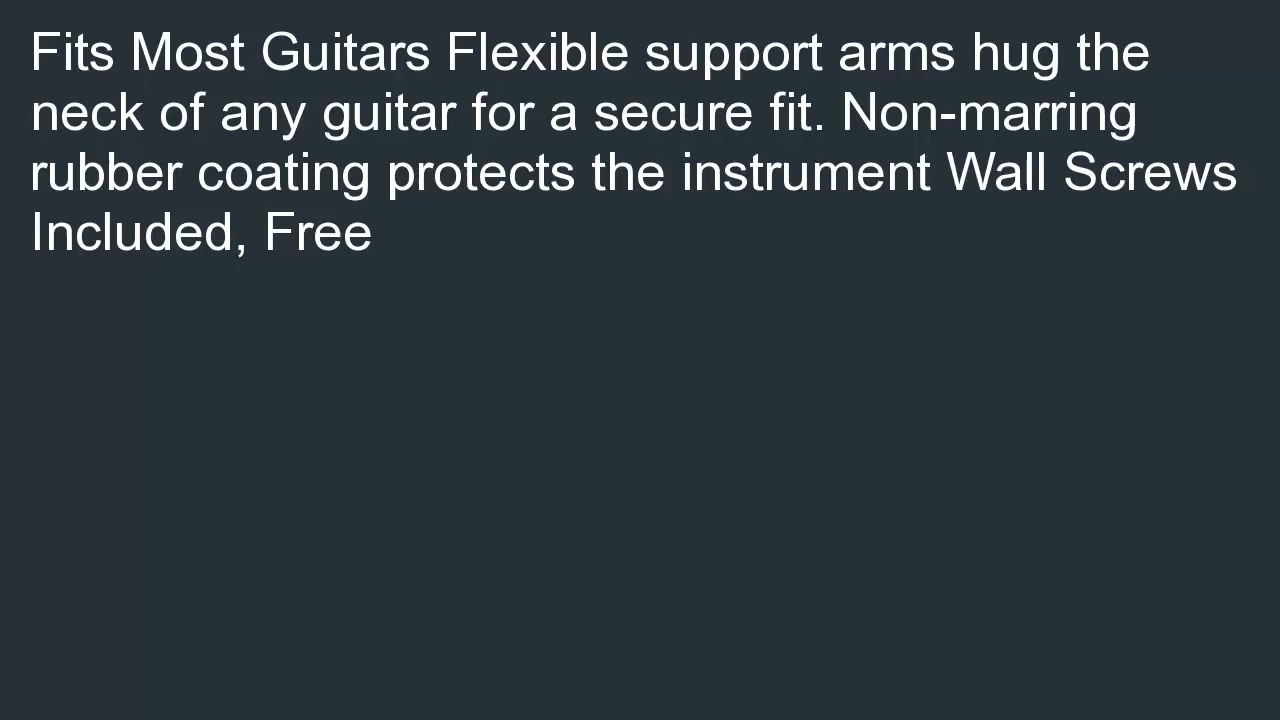 Fits Most Guitars Flexible support arms hug the
neck of any guitar for a secure fit. Non-marring
rubber coating protects the instrument Wall Screws
Included, Free